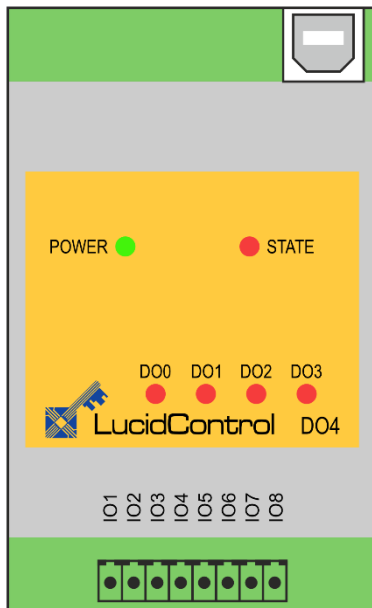 POWER STATE
DO0 DO1 DO2 DO3
LucidControl DO4
IO1 IO2 IO3 IO4 IO5 IO6 IO7 IO8